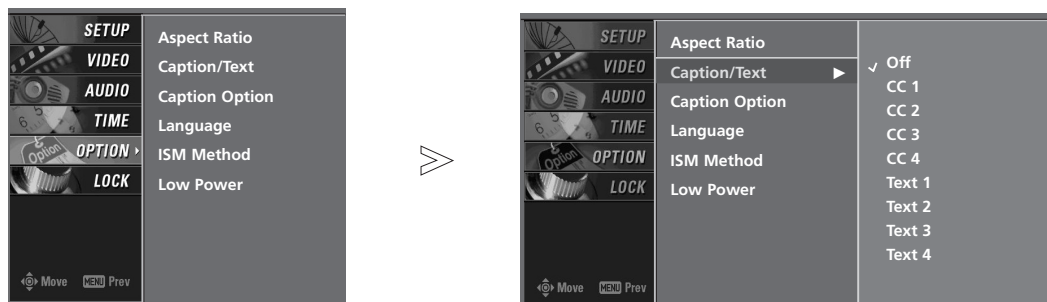 SETUP
VIDEO
AUDIO
TIME
OPTION
LOCK
Move MENU Prev
Aspect Ratio
Caption/Text
Caption Option
Language
ISM Method
Low Power
SETUP
VIDEO
AUDIO
TIME
OPTION
LOCK
Move MENU Prev
Aspect Ratio
Caption/Text
Caption Option
Language
ISM Method
Low Power
Off
CC 1
CC 2
CC 3
CC 4
Text 1
Text 2
Text 3
Text 4